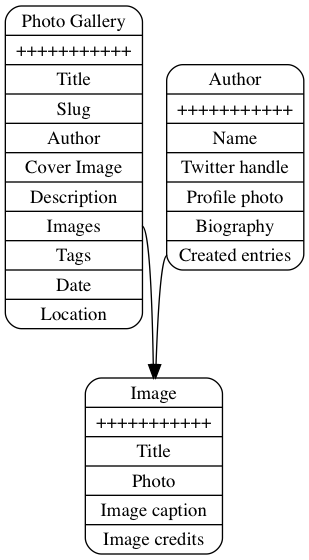 Photo Gallery
+++++++++++
Title
Slug
Author
Cover Image
Description
Images
Tags
Date
Location
Author
+++++++++++
Name
Twitter handle
Profile photo
Biography
Created entries
Image
+++++++++++
Title
Photo
Image caption
Image credits